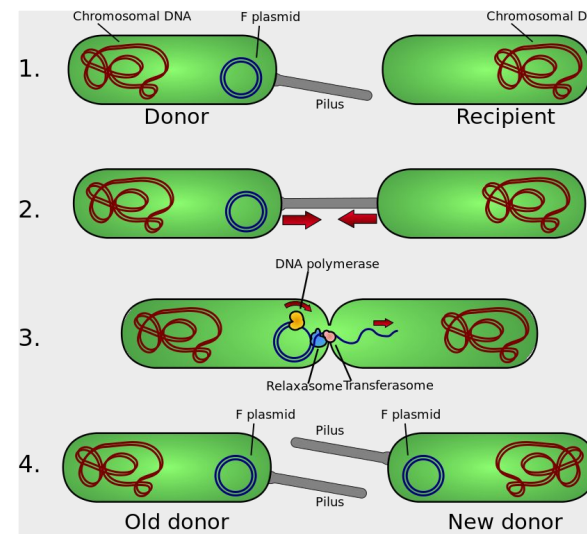 Chromosomal DNA
F plasmid
Chromosomal D
1.
Pilus
Donor
Recipient
2.
DNA polymerase
3.
Relaxasome
Transferasome
F plasmid
F plasmid
Pilus
4.
Pilus
Old donor
New donor